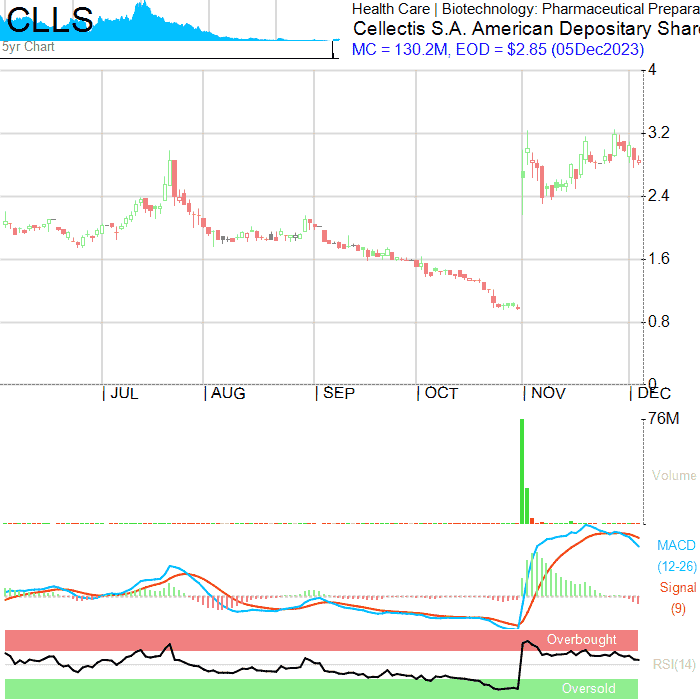 CLLS
5yr Chart
Health Care | Biotechnology: Pharmaceutical Prepara
Cellectis S.A. American Depositary Shar
MC = 130.2M, EOD = $2.85 (05Dec2023)
4
3.2
2.4
1.6
0.8
0
| JUL | AUG | SEP | OCT | NOV | DEC
76M
Volume
MACD
(12-26)
Signal
(9)
Overbought
RSI(14)
Oversold